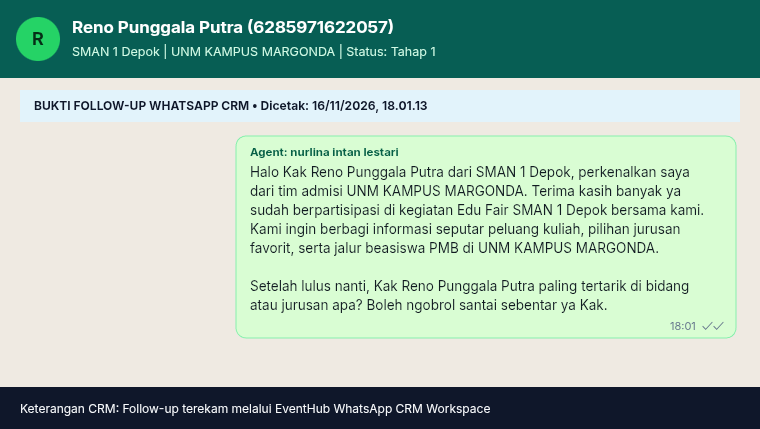 R
Reno Punggala Putra (6285971622057)
SMAN 1 Depok | UNM KAMPUS MARGONDA | Status: Tahap 1
BUKTI FOLLOW-UP WHATSAPP CRM • Dicetak: 16/11/2026, 18.01.13
Agent: nurlina intan lestari
Halo Kak Reno Punggala Putra dari SMAN 1 Depok, perkenalkan saya
dari tim admisi UNM KAMPUS MARGONDA. Terima kasih banyak ya
sudah berpartisipasi di kegiatan Edu Fair SMAN 1 Depok bersama kami.
Kami ingin berbagi informasi seputar peluang kuliah, pilihan jurusan
favorit, serta jalur beasiswa PMB di UNM KAMPUS MARGONDA.
Setelah lulus nanti, Kak Reno Punggala Putra paling tertarik di bidang
atau jurusan apa? Boleh ngobrol santai sebentar ya Kak.
18:01
Keterangan CRM: Follow-up terekam melalui EventHub WhatsApp CRM Workspace